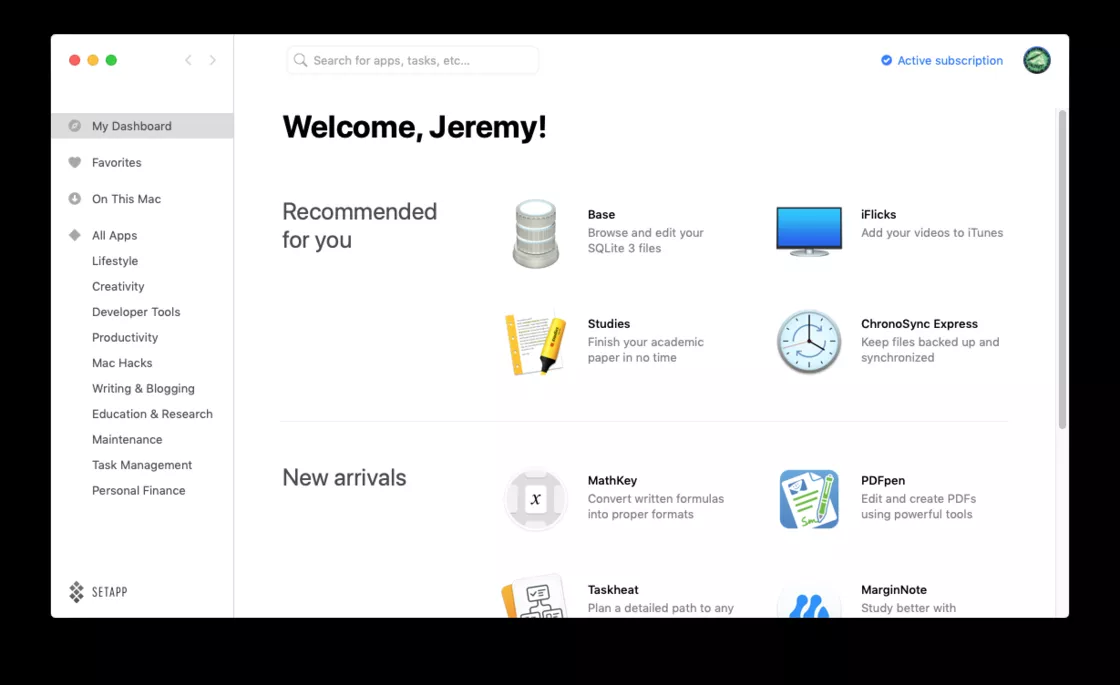 Search for apps, tasks, etc...
Active subscription
My Dashboard
Favorites
On This Mac
All Apps
Lifestyle
Creativity
Developer Tools
Productivity
Mac Hacks
Writing & Blogging
Education & Research
Maintenance
Task Management
Personal Finance
SETAPP
Welcome, Jeremy!
Recommended
for you
Base
Browse and edit your
SQLite 3 files
iFlicks
Add your videos to iTunes
Studies
Finish your academic
paper in no time
ChronoSync Express
Keep files backed up and
synchronized
New arrivals
MathKey
Convert written formulas
into proper formats
x
PDFpen
Edit and create PDFs
using powerful tools
Taskheat
Plan a detailed path to any
MarginNote
Study better with